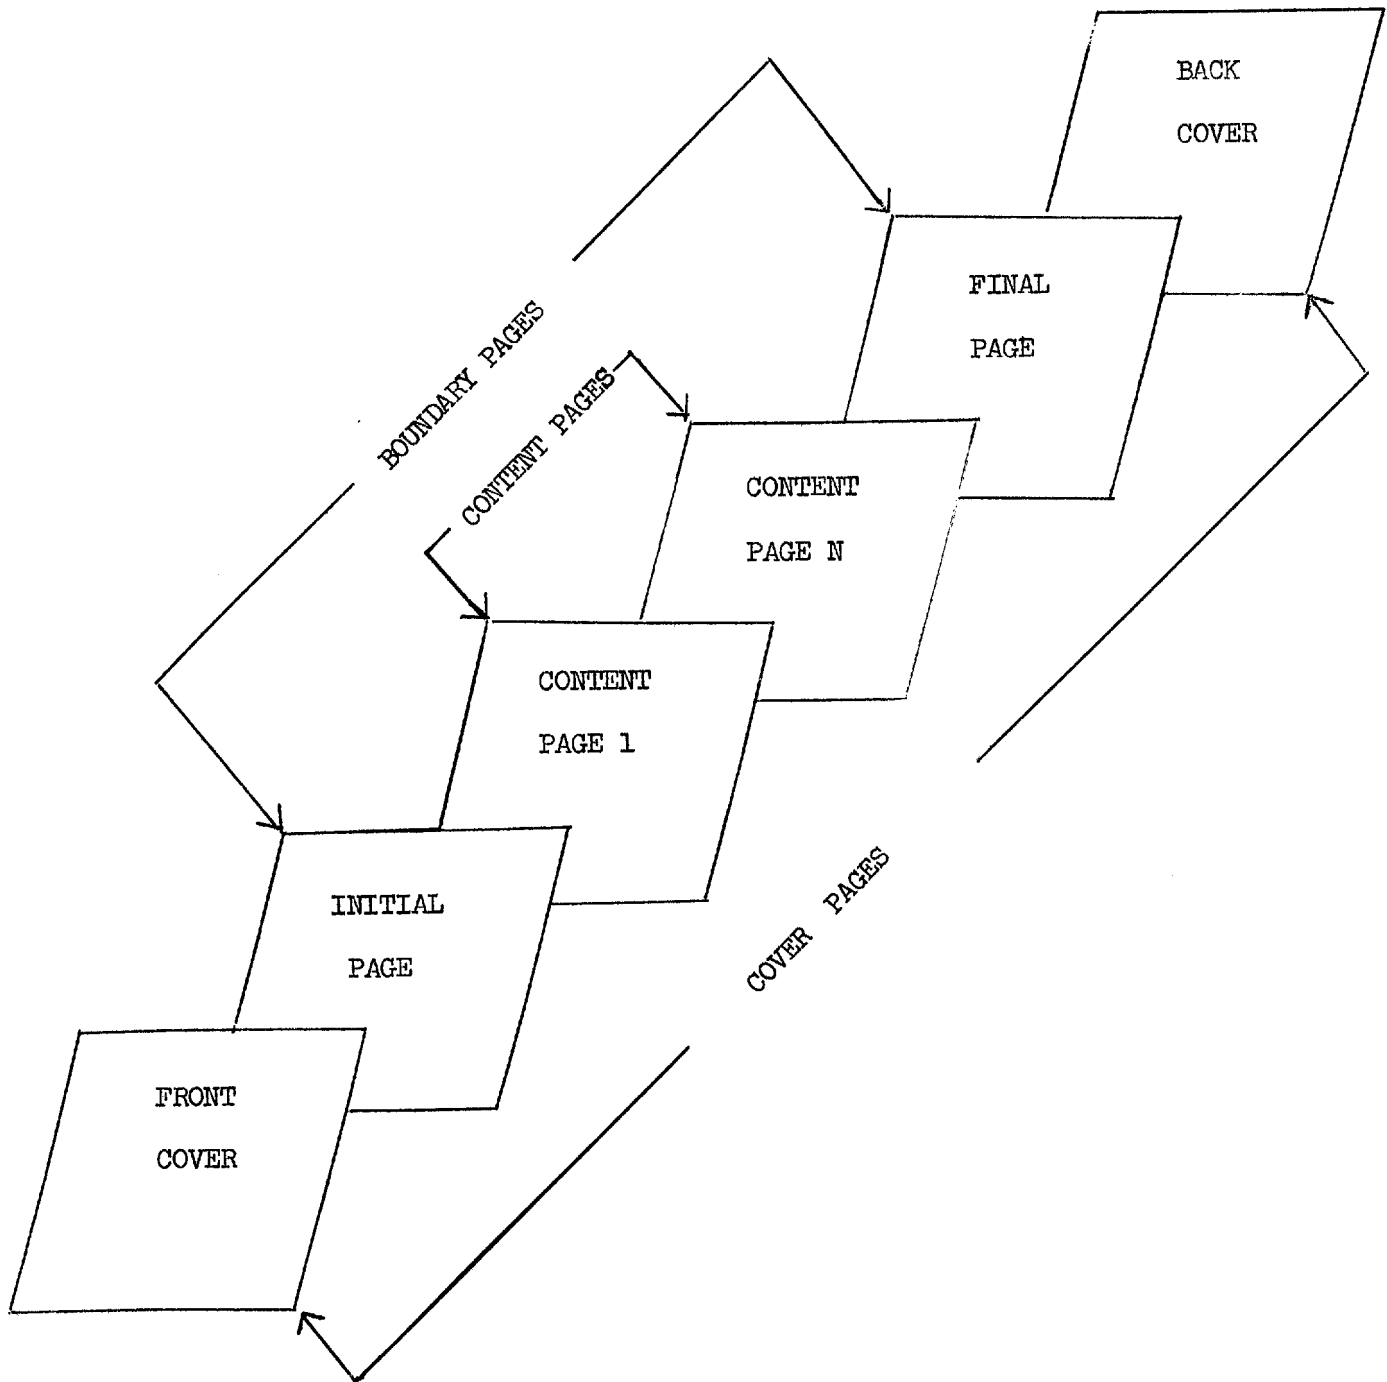 BACK
COVER
FINAL
PAGE
BOUNDARY PAGES
CONTENT PAGES
CONTENT
PAGE N
CONTENT
PAGE 1
COVER PAGES
INITIAL
PAGE
FRONT
COVER